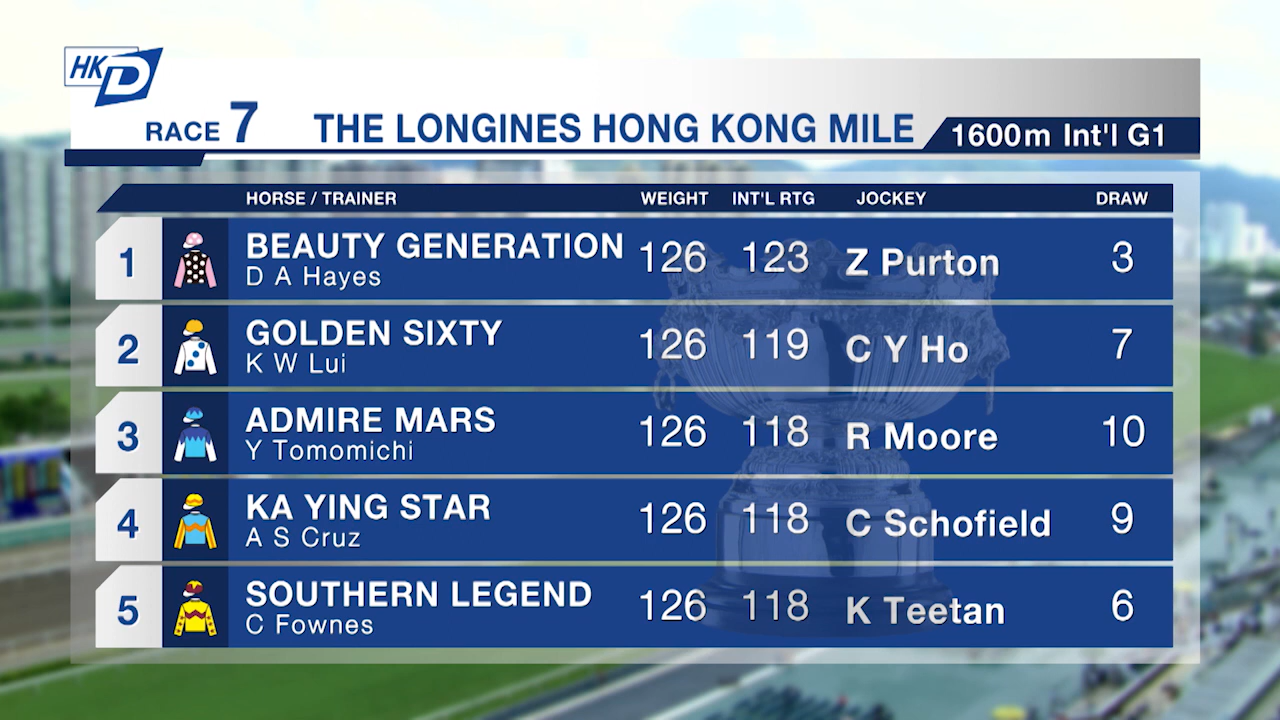 HK D
RACE 7 THE LONGINES HONG KONG MILE 1600m Int'l G1
HORSE / TRAINER WEIGHT INT'L RTG JOCKEY DRAW
1 BEAUTY GENERATION 126 123 Z Purton 3
D A Hayes
2 GOLDEN SIXTY 126 119 C Y Ho 7
K W Lui
3 ADMIRE MARS 126 118 R Moore 10
Y Tomomichi
4 KA YING STAR 126 118 C Schofield 9
A S Cruz
5 SOUTHERN LEGEND 126 118 K Teetan 6
C Fownes